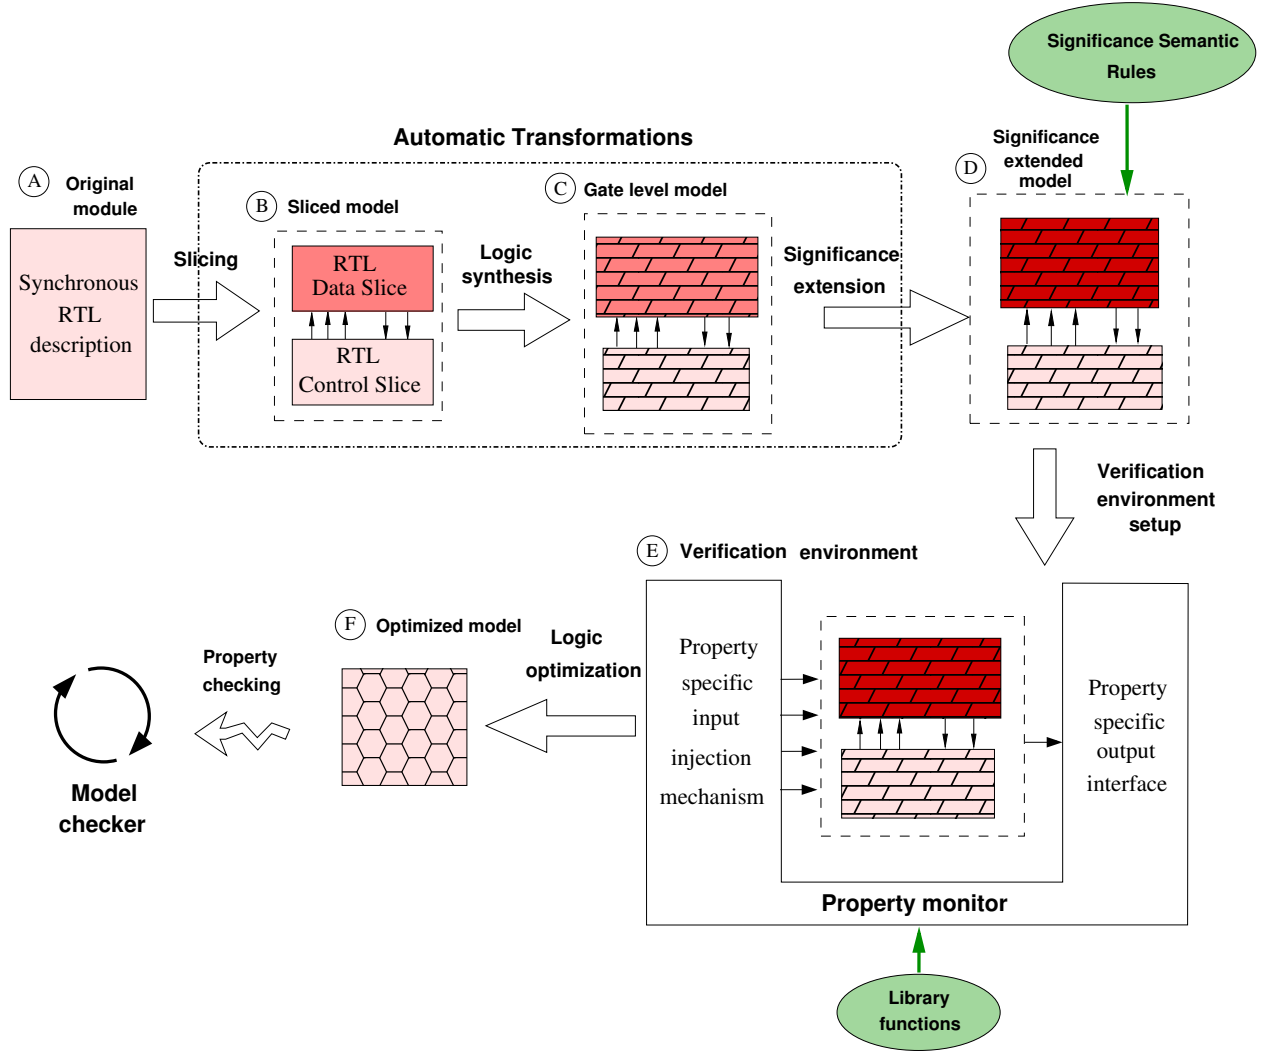 Significance Semantic
Rules
Automatic Transformations
A
Original
module
Synchronous
RTL
description
Slicing
B
Sliced model
RTL
Data Slice
RTL
Control Slice
Logic
synthesis
C
Gate level model
Significance
extension
D
Significance
extended
model
Verification
environment
setup
E
Verification environment
Property
specific
input
injection
mechanism
Property
specific
output
interface
Property monitor
Library
functions
Logic
optimization
F
Optimized model
Property
checking
Model
checker